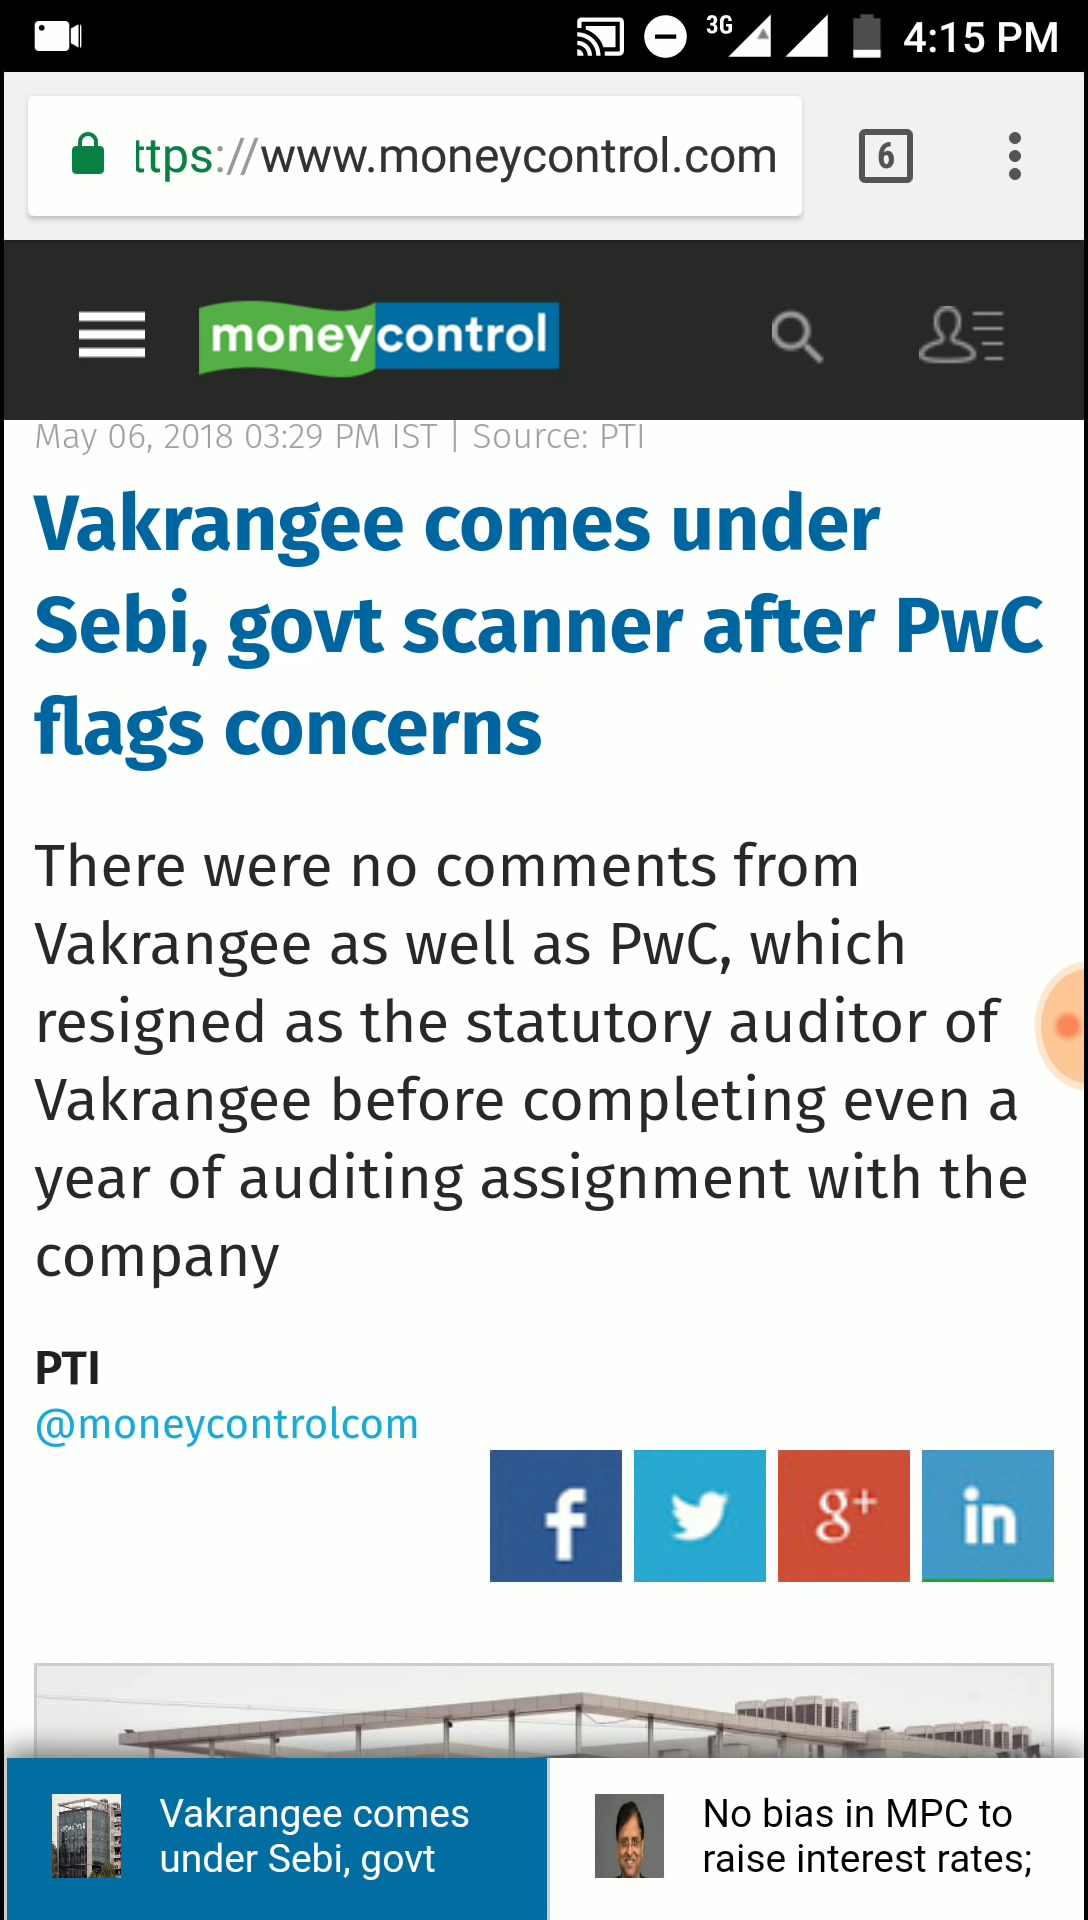 3G 4:15 PM
ttps://www.moneycontrol.com 6
moneycontrol
May 06, 2018 03:29 PM IST | Source: PTI
Vakrangee comes under
Sebi, govt scanner after PwC
flags concerns
There were no comments from
Vakrangee as well as PwC, which
resigned as the statutory auditor of
Vakrangee before completing even a
year of auditing assignment with the
company
PTI
@moneycontrolcom
f g+ in
Vakrangee comes
under Sebi, govt
No bias in MPC to
raise interest rates;